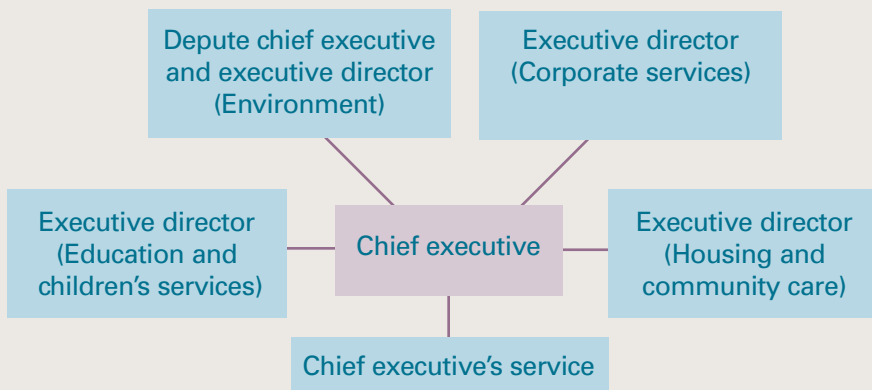 Depute chief executive
and executive director
(Environment)
Executive director
(Corporate services)
Executive director
(Education and
children's services)
Chief executive
Executive director
(Housing and
community care)
Chief executive's service